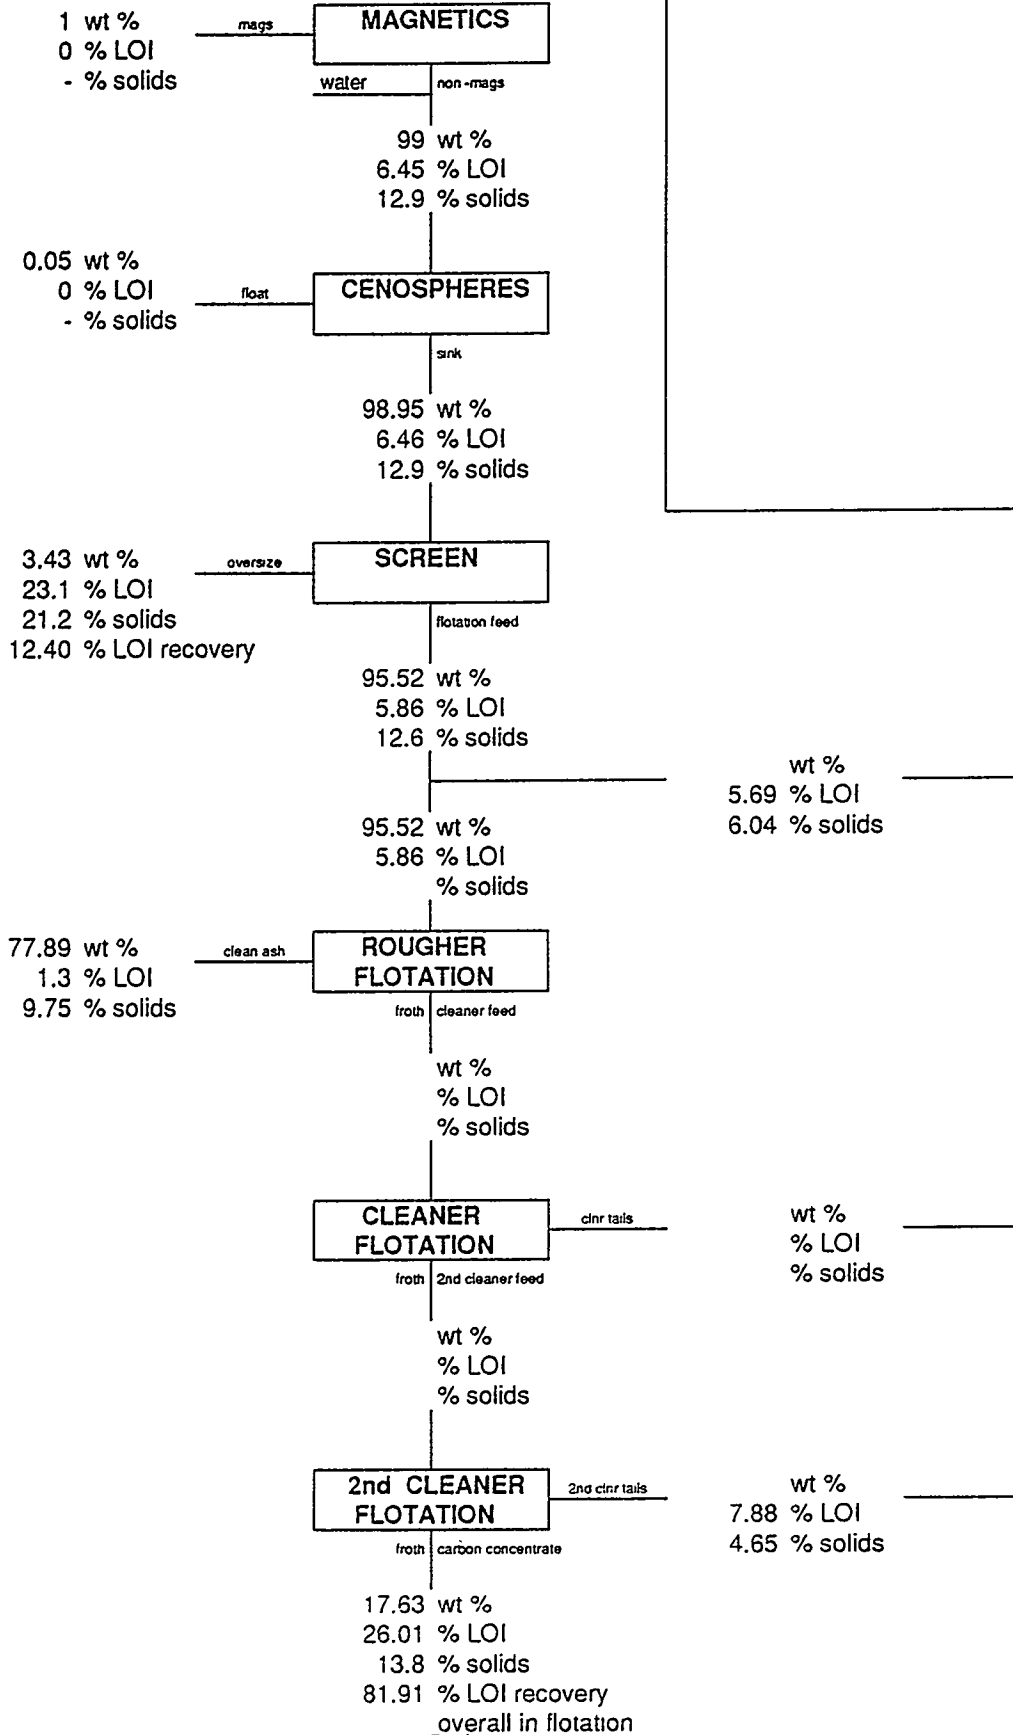 MAGNETICS
1 wt %
0 % LOI
- % solids
mags
water
non-mags
99 wt %
6.45 % LOI
12.9 % solids
0.05 wt %
0 % LOI
- % solids
float
CENOSPHERES
sink
98.95 wt %
6.46 % LOI
12.9 % solids
3.43 wt %
23.1 % LOI
21.2 % solids
12.40 % LOI recovery
oversize
SCREEN
flotation feed
95.52 wt %
5.86 % LOI
12.6 % solids
wt %
5.69 % LOI
6.04 % solids
95.52 wt %
5.86 % LOI
% solids
77.89 wt %
1.3 % LOI
9.75 % solids
clean ash
ROUGHER
FLOTATION
froth cleaner feed
wt %
% LOI
% solids
CLEANER
FLOTATION
clnr tails
wt %
% LOI
% solids
froth 2nd cleaner feed
wt %
% LOI
% solids
2nd CLEANER
FLOTATION
2nd clnr tails
wt %
7.88 % LOI
4.65 % solids
froth carbon concentrate
17.63 wt %
26.01 % LOI
13.8 % solids
81.91 % LOI recovery
overall in flotation